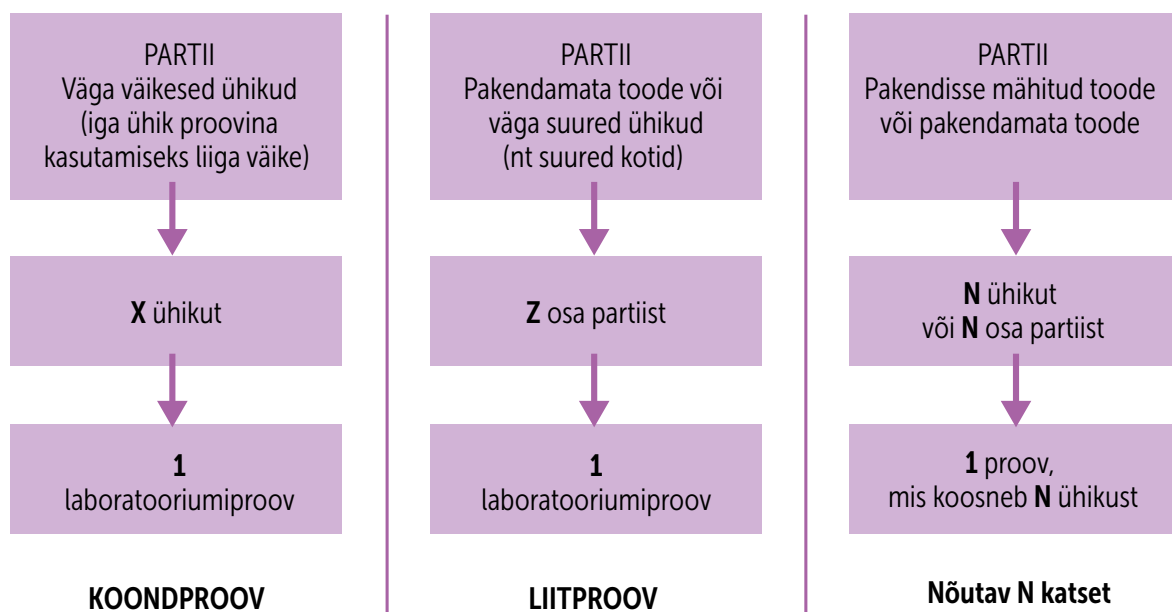 PARTII
Väga väikesed ühikud
(iga ühik proovina
kasutamiseks liiga väike)
X ühikut
1
laboratooriumiproov
KOONDPROOV
PARTII
Pakendamata toode või
väga suured ühikud
(nt suured kotid)
Z osa partiist
1
laboratooriumiproov
LIITPROOV
PARTII
Pakendisse mähitud toode
või pakendamata toode
N ühikut
või N osa partiist
1 proov,
mis koosneb N ühikust
Nõutav N katset